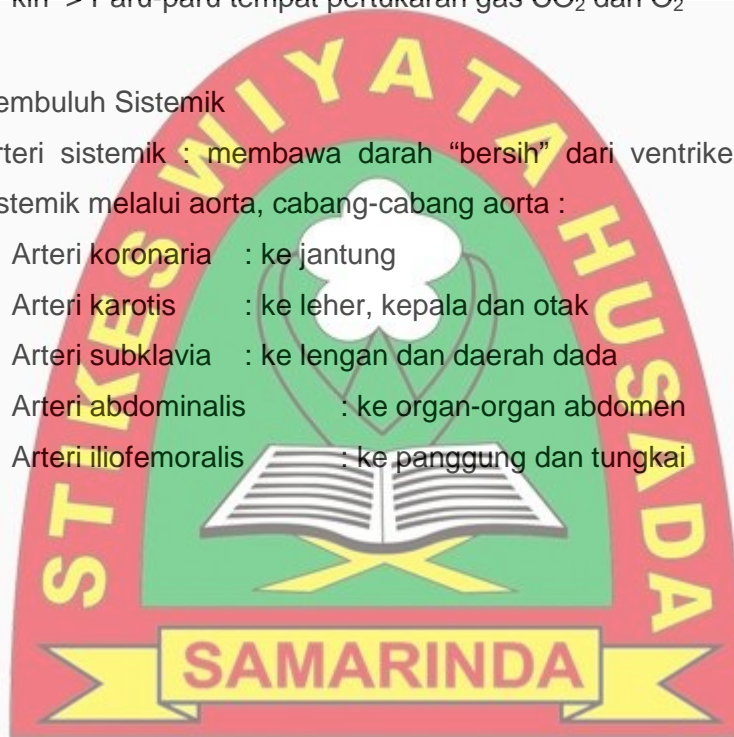 kiri -> Paru-paru tempat pertukaran gas CO₂ dan O₂
embuluh Sistemik
rteri sistemik : membawa darah “bersih” dari ventrike
stemik melalui aorta, cabang-cabang aorta :
Arteri koronaria : ke jantung
Arteri karotis : ke leher, kepala dan otak
Arteri subklavia : ke lengan dan daerah dada
Arteri abdominalis : ke organ-organ abdomen
Arteri iliofemoralis : ke panggung dan tungkai
STIKES WIYATA HUSADA
SAMARINDA